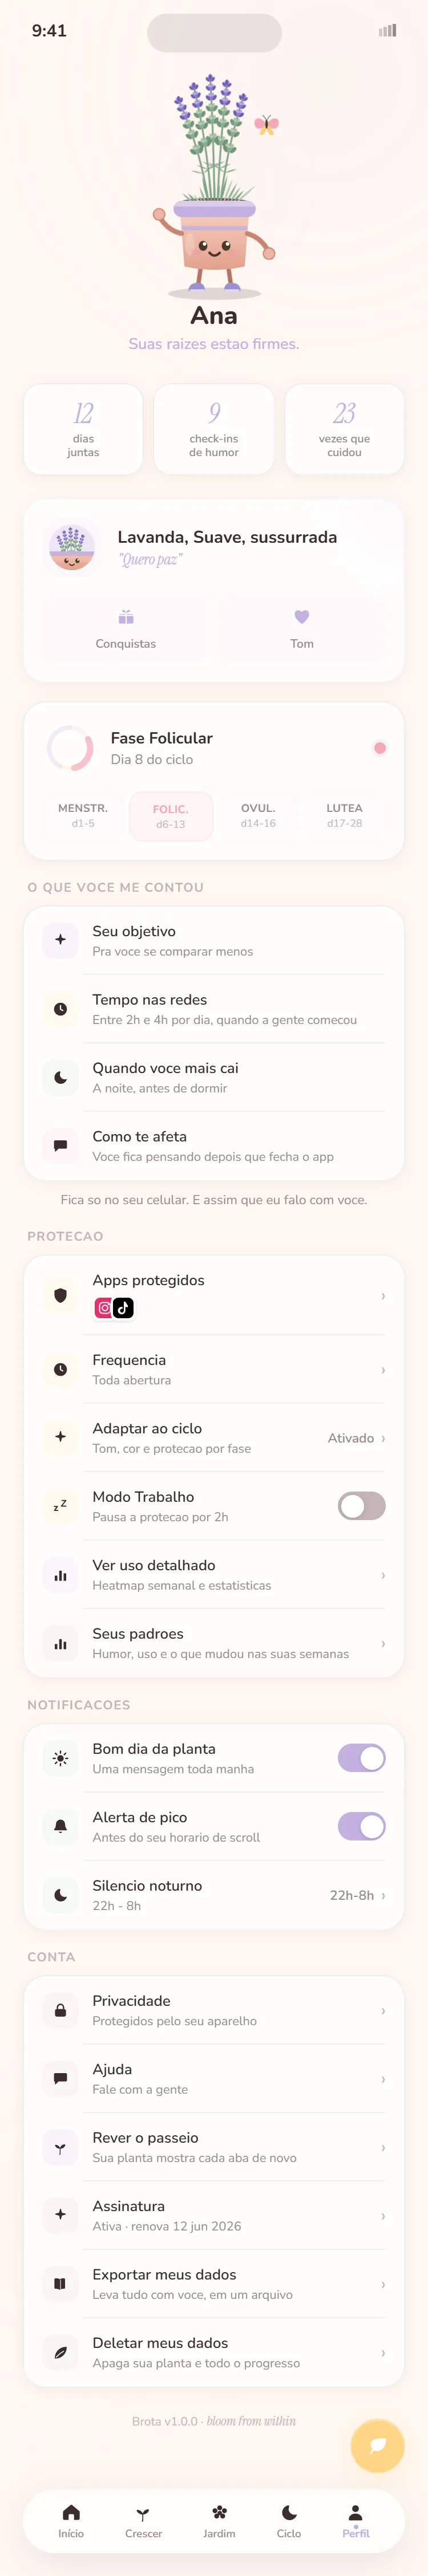 9:41
Ana
Suas raizes estao firmes.
12
dias
juntas
9
check-ins
de humor
23
vezes que
cuidou
Lavanda, Suave, sussurrada
"Quero paz"
Conquistas
Tom
Fase Folicular
Dia 8 do ciclo
MENSTR.
d1-5
FOLIC.
d6-13
OVUL.
d14-16
LUTEA
d17-28
O QUE VOCE ME CONTOU
Seu objetivo
Pra voce se comparar menos
Tempo nas redes
Entre 2h e 4h por dia, quando a gente comecou
Quando voce mais cai
A noite, antes de dormir
Como te afeta
Voce fica pensando depois que fecha o app
Fica so no seu celular. E assim que eu falo com voce.
PROTECAO
Apps protegidos
Frequencia
Toda abertura
Adaptar ao ciclo
Tom, cor e protecao por fase
Ativado
z Z
Modo Trabalho
Pausa a protecao por 2h
Ver uso detalhado
Heatmap semanal e estatisticas
Seus padroes
Humor, uso e o que mudou nas suas semanas
NOTIFICACOES
Bom dia da planta
Uma mensagem toda manha
Alerta de pico
Antes do seu horario de scroll
Silencio noturno
22h - 8h
22h-8h
CONTA
Privacidade
Protegidos pelo seu aparelho
Ajuda
Fale com a gente
Rever o passeio
Sua planta mostra cada aba de novo
Assinatura
Ativa · renova 12 jun 2026
Exportar meus dados
Leva tudo com voce, em um arquivo
Deletar meus dados
Apaga sua planta e todo o progresso
Brota v1.0.0 · bloom from within
Início
Crescer
Jardim
Ciclo
Perfil